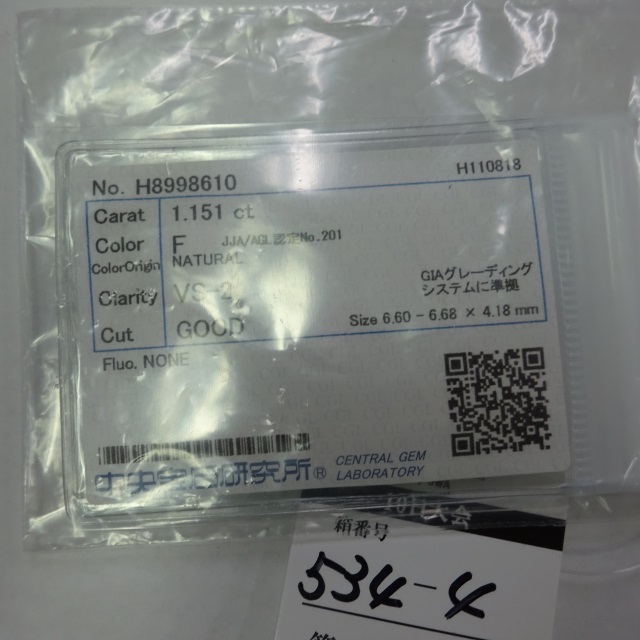 No. H8998610 H110818
Carat 1.151 ct
Color F JJA/AGL認定No.201
ColorOrigin NATURAL
GIAグレーディング
システムに準拠
Clarity VS-2
Cut GOOD Size 6.60 - 6.68 × 4.18 mm
Fluo. NONE
中央宝石研究所® CENTRAL GEM
LABORATORY
箱番号
534-4